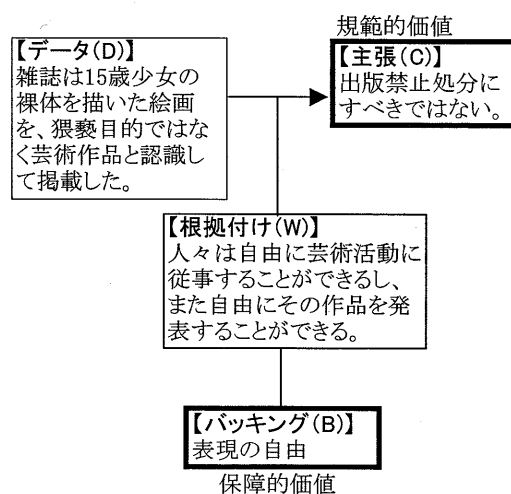 規範的価値
【データ(D)】
雑誌は15歳少女の
裸体を描いた絵画
を、猥褻目的ではな
く芸術作品と認識し
て掲載した。
【主張(C)】
出版禁止処分に
すべきではない。
【根拠付け(W)】
人々は自由に芸術活動に
従事することができるし、
また自由にその作品を発
表することができる。
【バッキング(B)】
表現の自由
保障的価値